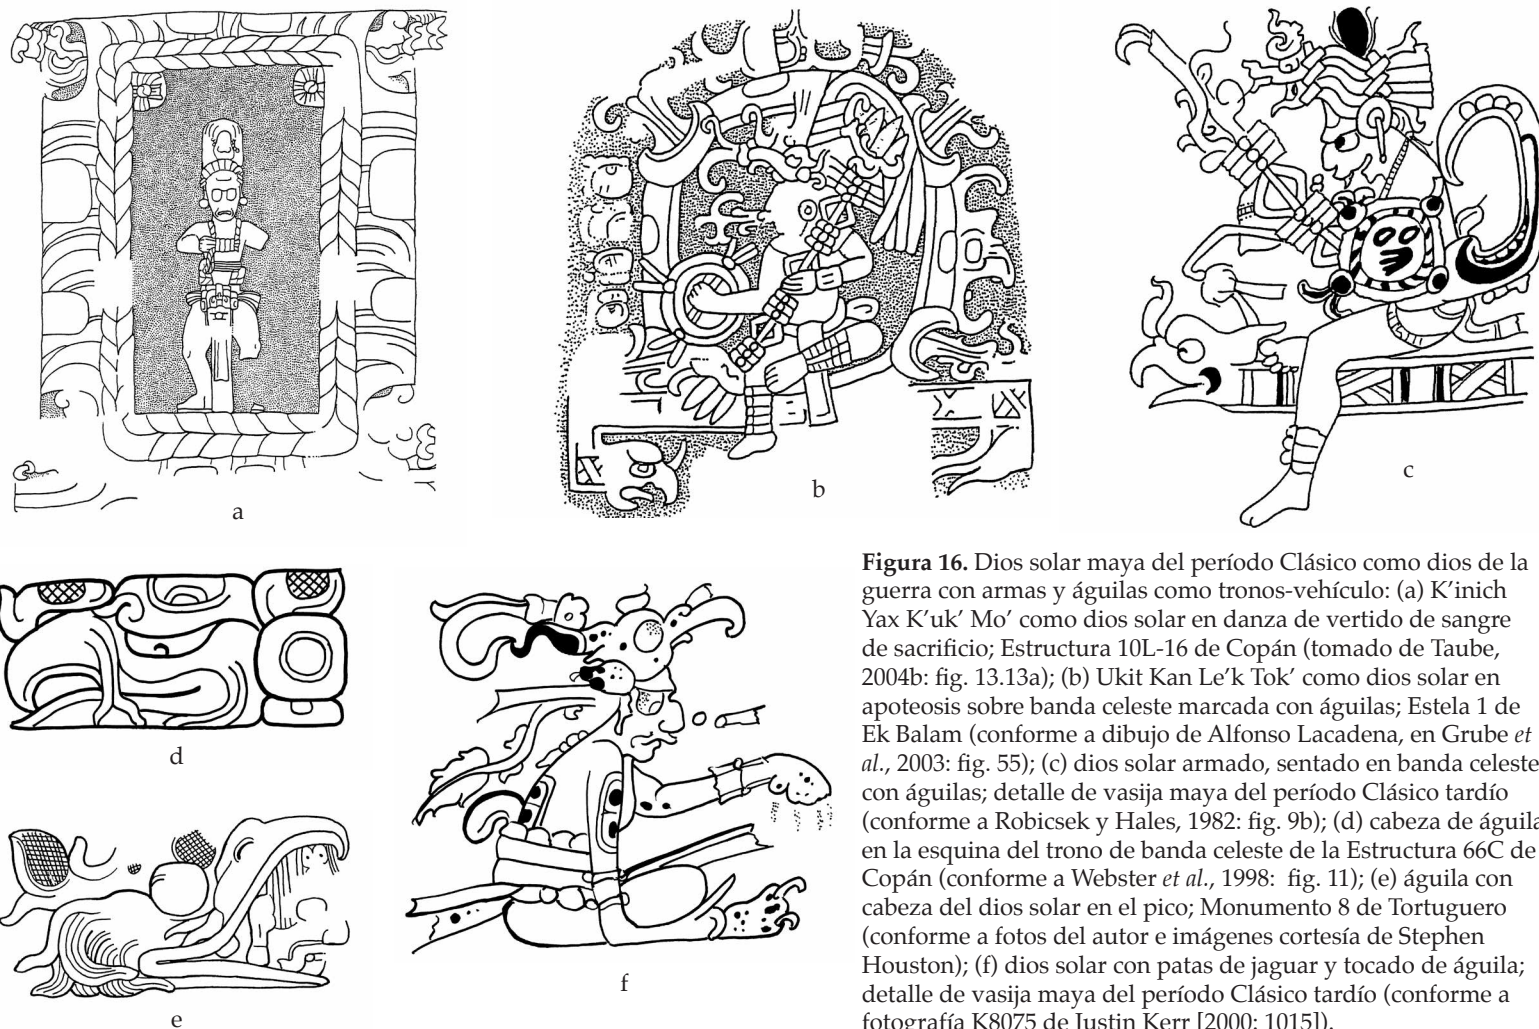 a
b
c
d
e
f
Figura 16. Dios solar maya del período Clásico como dios de la
guerra con armas y águilas como tronos-vehículo: (a) K’inich
Yax K’uk’ Mo’ como dios solar en danza de vertido de sangre
de sacrificio; Estructura 10L-16 de Copán (tomado de Taube,
2004b: fig. 13.13a); (b) Ukit Kan Le’k Tok’ como dios solar en
apoteosis sobre banda celeste marcada con águilas; Estela 1 de
Ek Balam (conforme a dibujo de Alfonso Lacadena, en Grube et
al., 2003: fig. 55); (c) dios solar armado, sentado en banda celeste
con águilas; detalle de vasija maya del período Clásico tardío
(conforme a Robicsek y Hales, 1982: fig. 9b); (d) cabeza de águila
en la esquina del trono de banda celeste de la Estructura 66C de
Copán (conforme a Webster et al., 1998: fig. 11); (e) águila con
cabeza del dios solar en el pico; Monumento 8 de Tortuguero
(conforme a fotos del autor e imágenes cortesía de Stephen
Houston); (f) dios solar con patas de jaguar y tocado de águila;
detalle de vasija maya del período Clásico tardío (conforme a
fotografía K8075 de Justin Kerr [2000: 1015]).